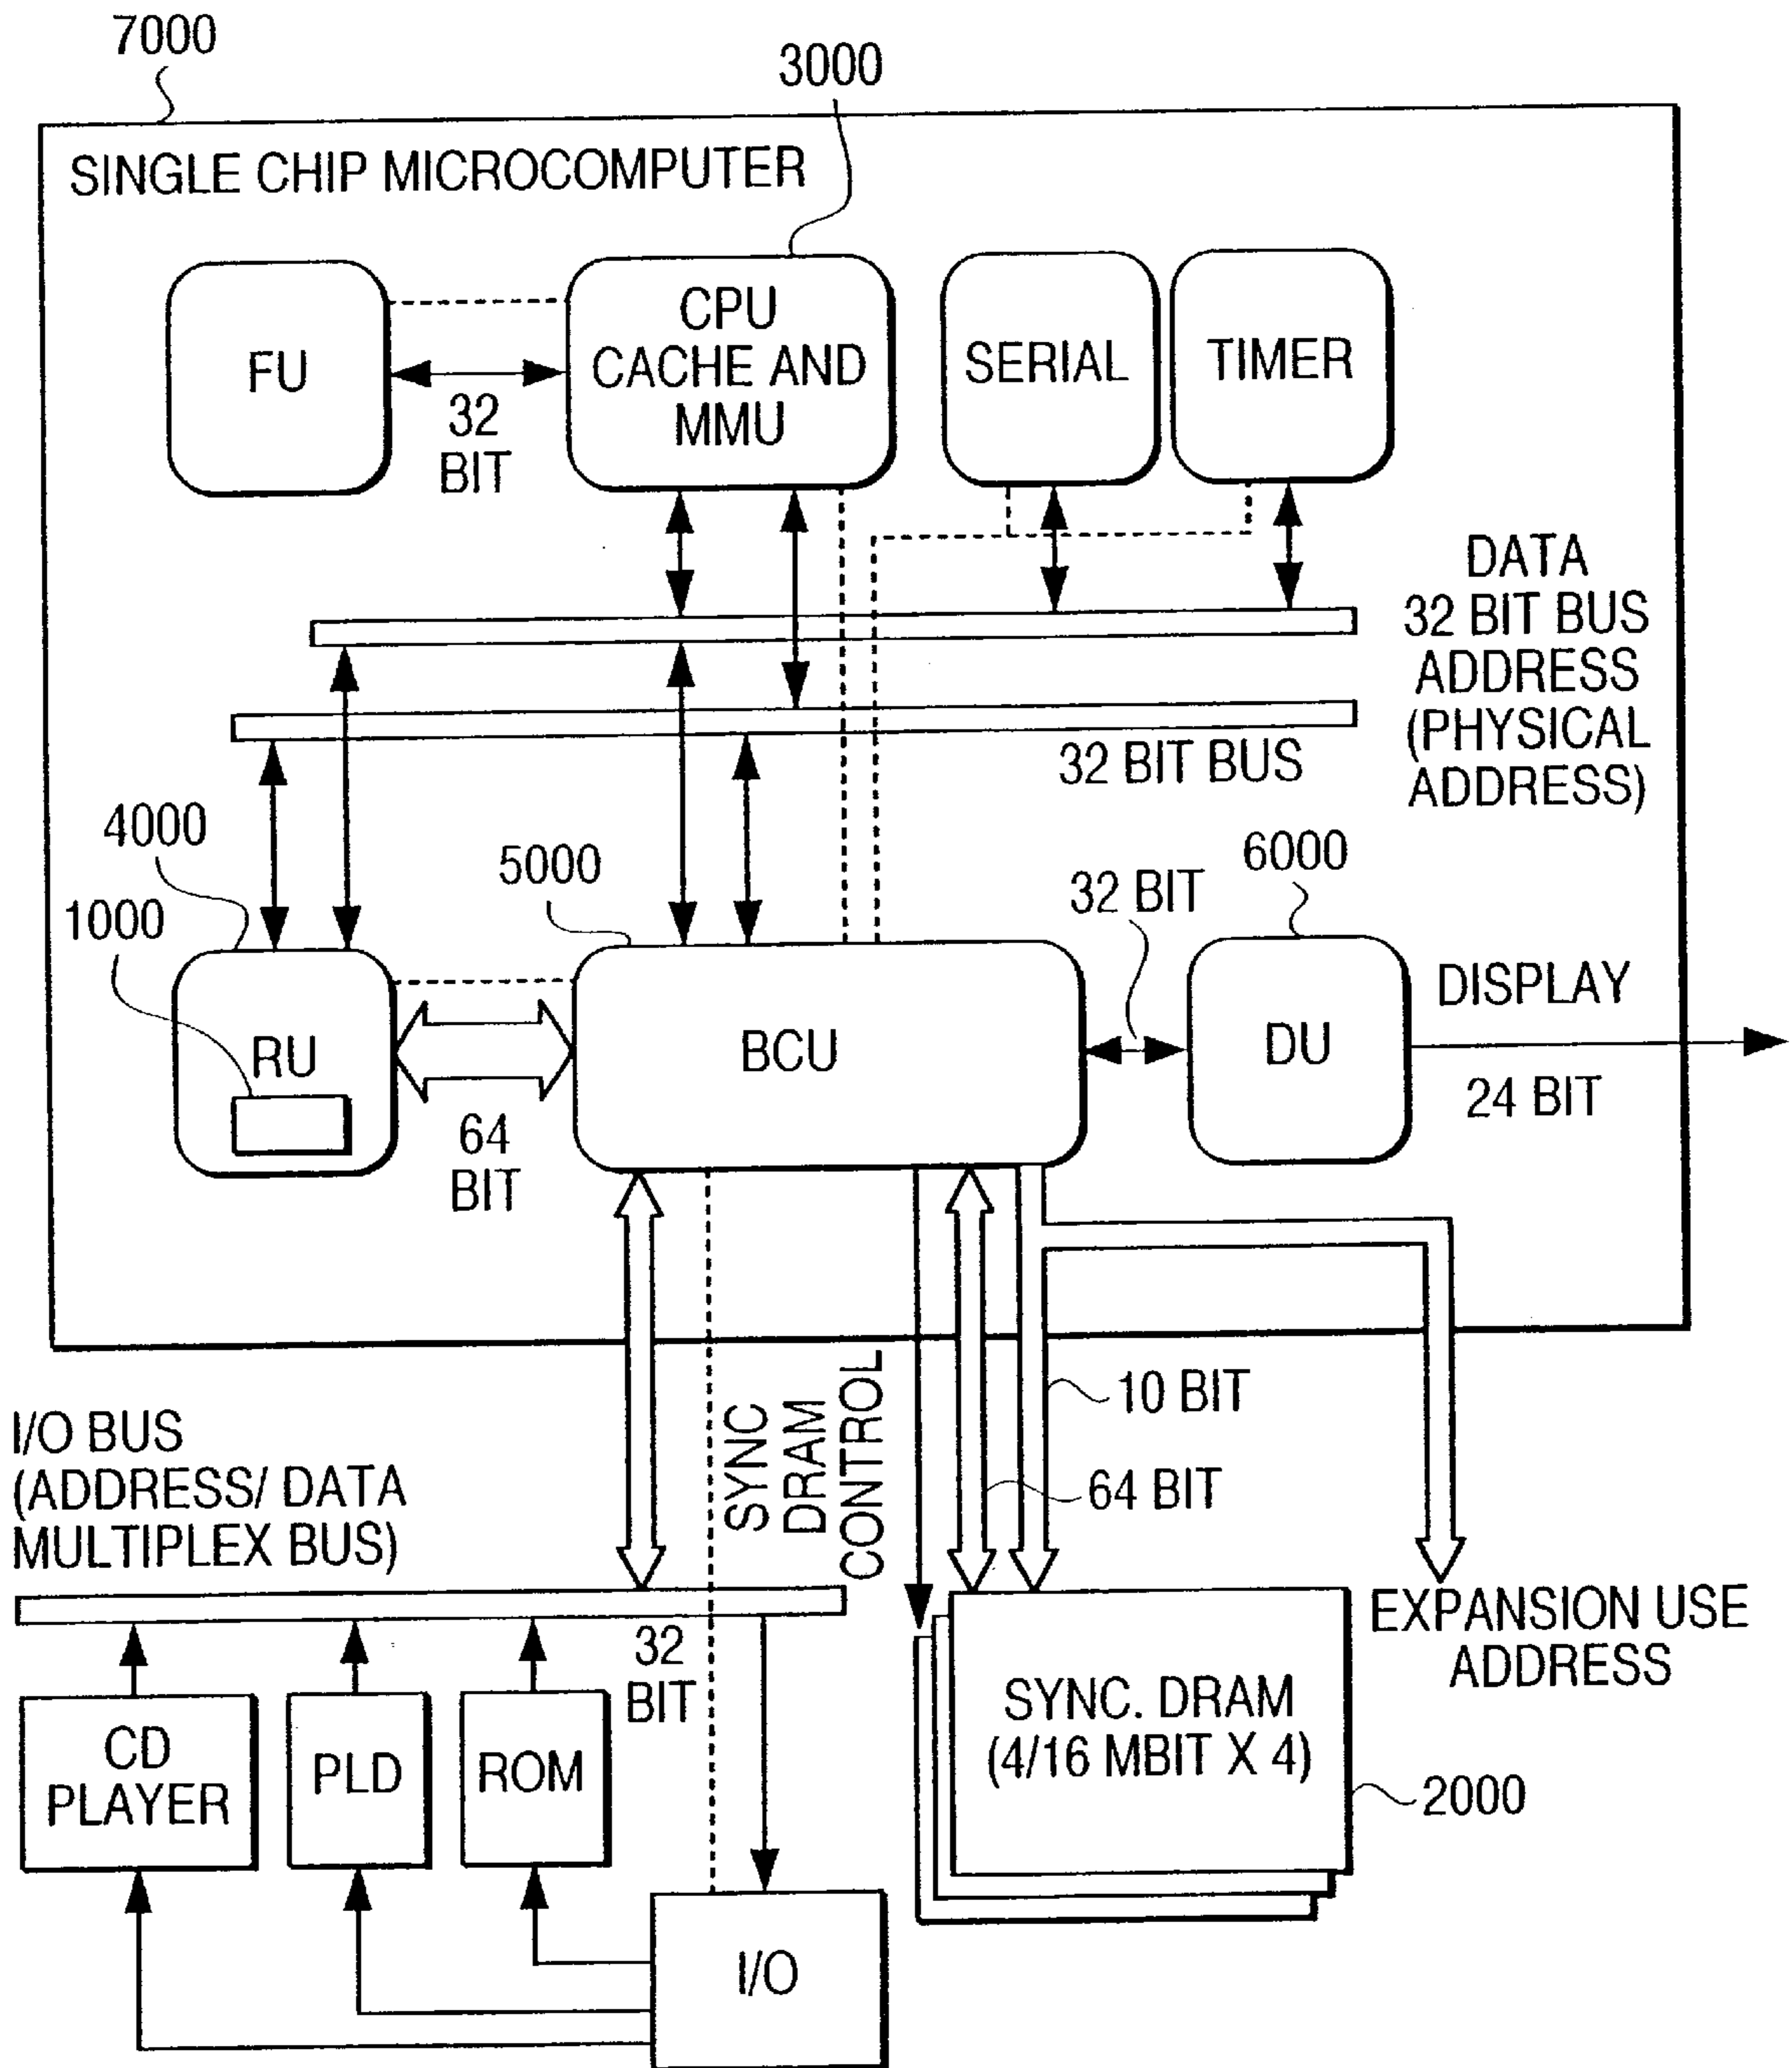 7000
3000
SINGLE CHIP MICROCOMPUTER
FU
32
BIT
CPU
CACHE AND
MMU
SERIAL
TIMER
DATA
32 BIT BUS
ADDRESS
(PHYSICAL
ADDRESS)
32 BIT BUS
4000
1000
5000
6000
32 BIT
RU
64
BIT
BCU
DU
DISPLAY
24 BIT
I/O BUS
(ADDRESS/ DATA
MULTIPLEX BUS)
SYNC
DRAM
CONTROL
10 BIT
64 BIT
EXPANSION USE
ADDRESS
32
BIT
CD
PLAYER
PLD
ROM
SYNC. DRAM
(4/16 MBIT X 4)
2000
I/O